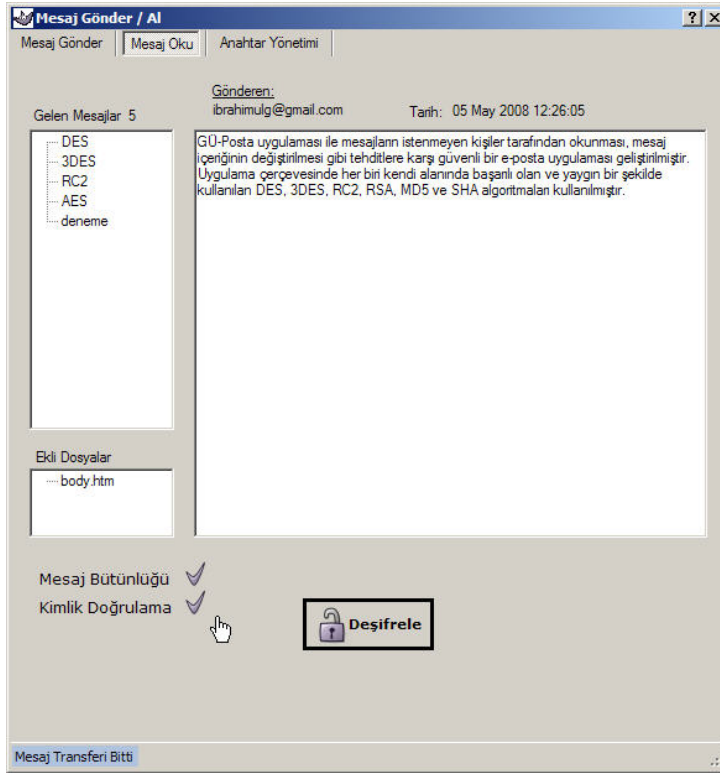 Mesaj Gönder / Al
Mesaj Gönder Mesaj Oku Anahtar Yönetimi
Gönderen:
ibrahimulg@gmail.com Tarih: 05 May 2008 12:26:05
Gelen Mesajlar 5
DES
3DES
RC2
AES
deneme
GÜ-Posta uygulaması ile mesajların istenmeyen kişiler tarafından okunması, mesaj
içeriğinin değiştirilmesi gibi tehditlere karşı güvenli bir e-posta uygulaması geliştirilmiştir.
Uygulama çerçevesinde her biri kendi alanında başarılı olan ve yaygın bir şekilde
kullanılan DES, 3DES, RC2, RSA, MD5 ve SHA algoritmaları kullanılmıştır.
Ekli Dosyalar
body.htm
Mesaj Bütünlüğü
Kimlik Doğrulama
Deşifrele
Mesaj Transferi Bitti